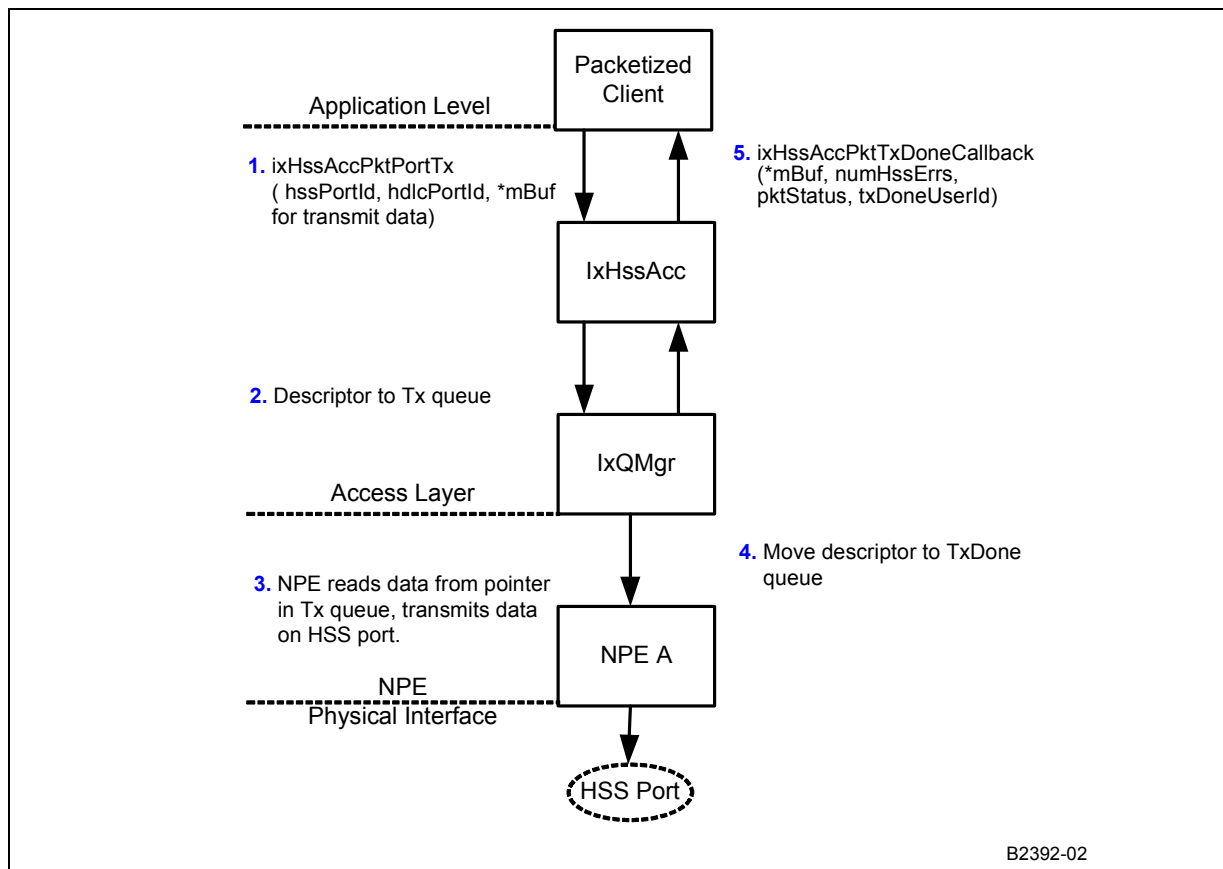 Packetized
Client
Application Level
1. ixHssAccPktPortTx
( hssPortId, hdlcPortId, *mBuf
for transmit data)
5. ixHssAccPktTxDoneCallback
(*mBuf, numHssErrs,
pktStatus, txDoneUserId)
IxHssAcc
2. Descriptor to Tx queue
IxQMgr
Access Layer
4. Move descriptor to TxDone
queue
3. NPE reads data from pointer
in Tx queue, transmits data
on HSS port.
NPE A
NPE
Physical Interface
HSS Port
B2392-02